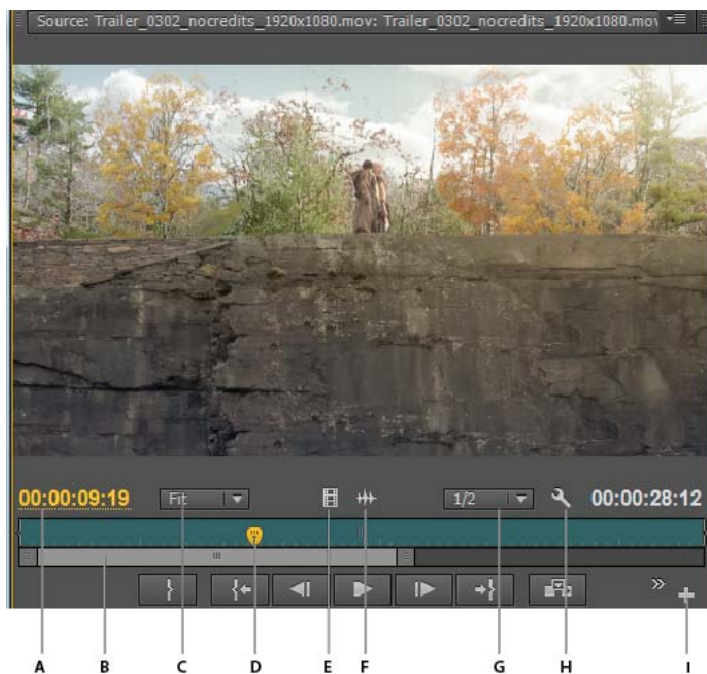 Source: Trailer_0302_nocredits_1920x1080.mov: Trailer_0302_nocredits_1920x1080.mov
00:00:09:19 Fit 1/2 00:00:28:12
A B C D E F G H I